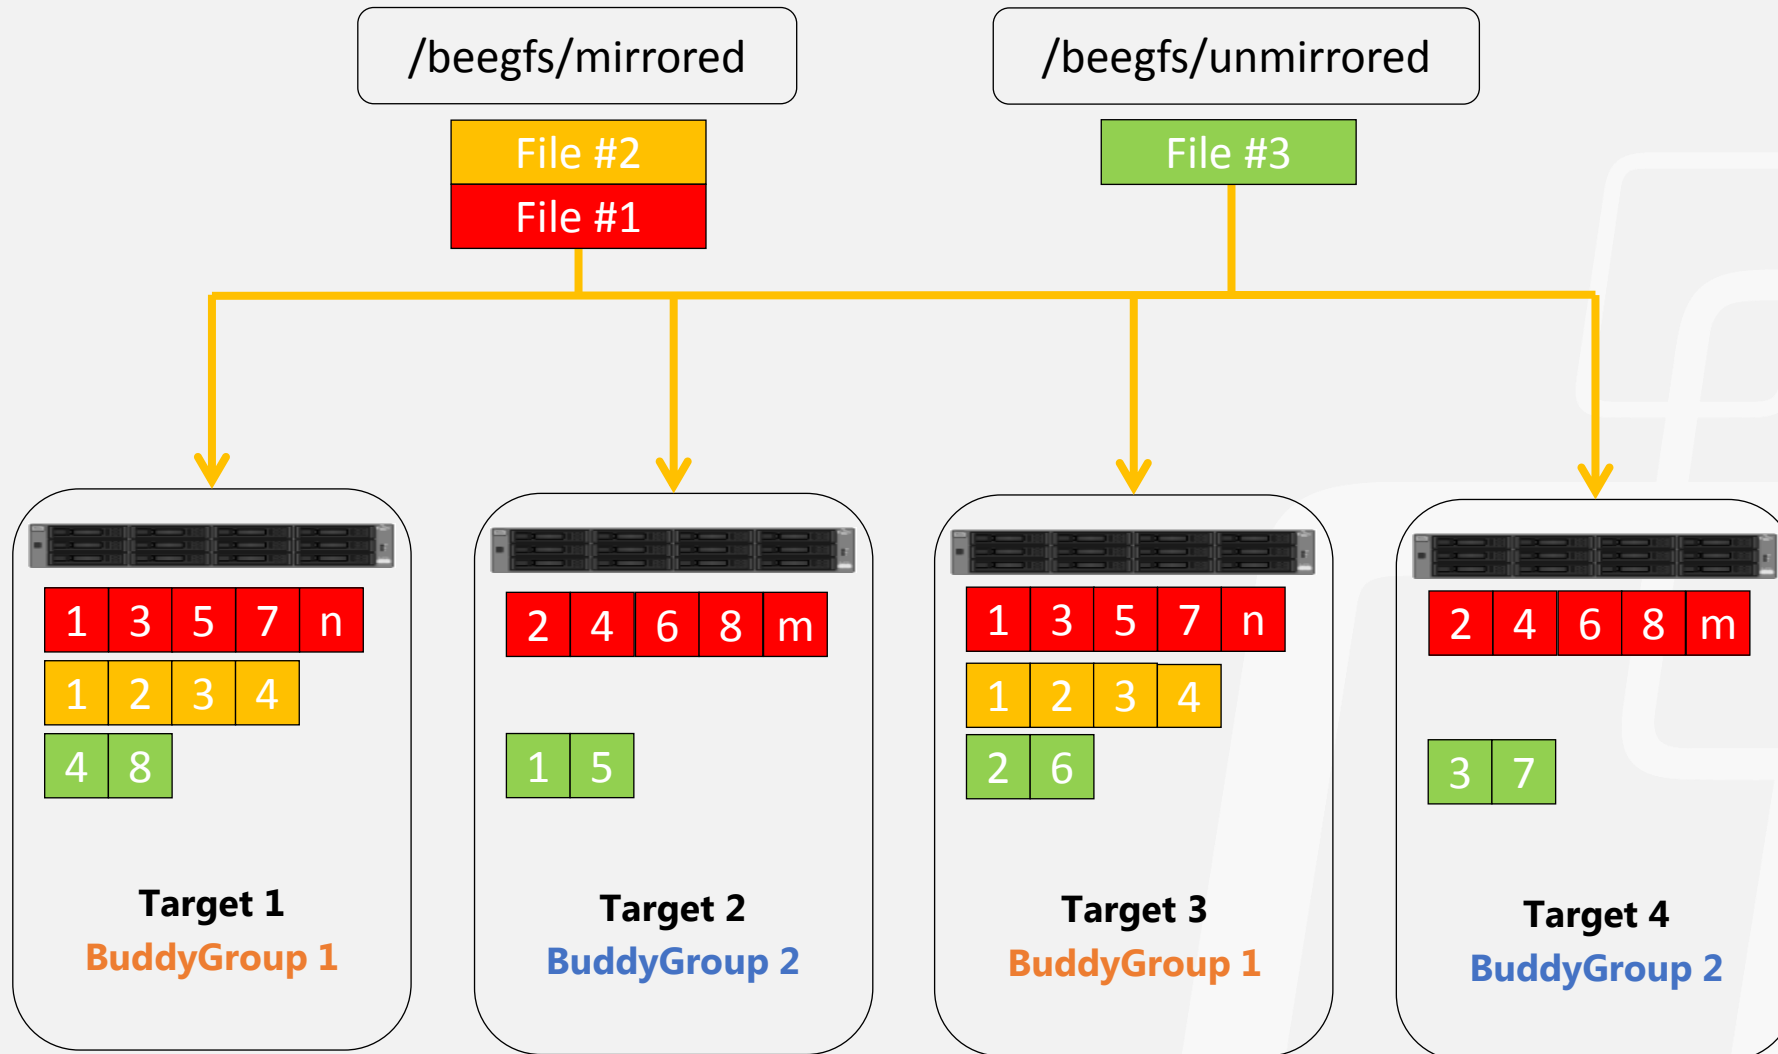 /beegfs/mirrored
/beegfs/unmirrored
File #2
File #1
File #3
1 3 5 7 n
1 2 3 4
4 8
Target 1
BuddyGroup 1
2 4 6 8 m
1 5
Target 2
BuddyGroup 2
1 3 5 7 n
1 2 3 4
2 6
Target 3
BuddyGroup 1
2 4 6 8 m
3 7
Target 4
BuddyGroup 2